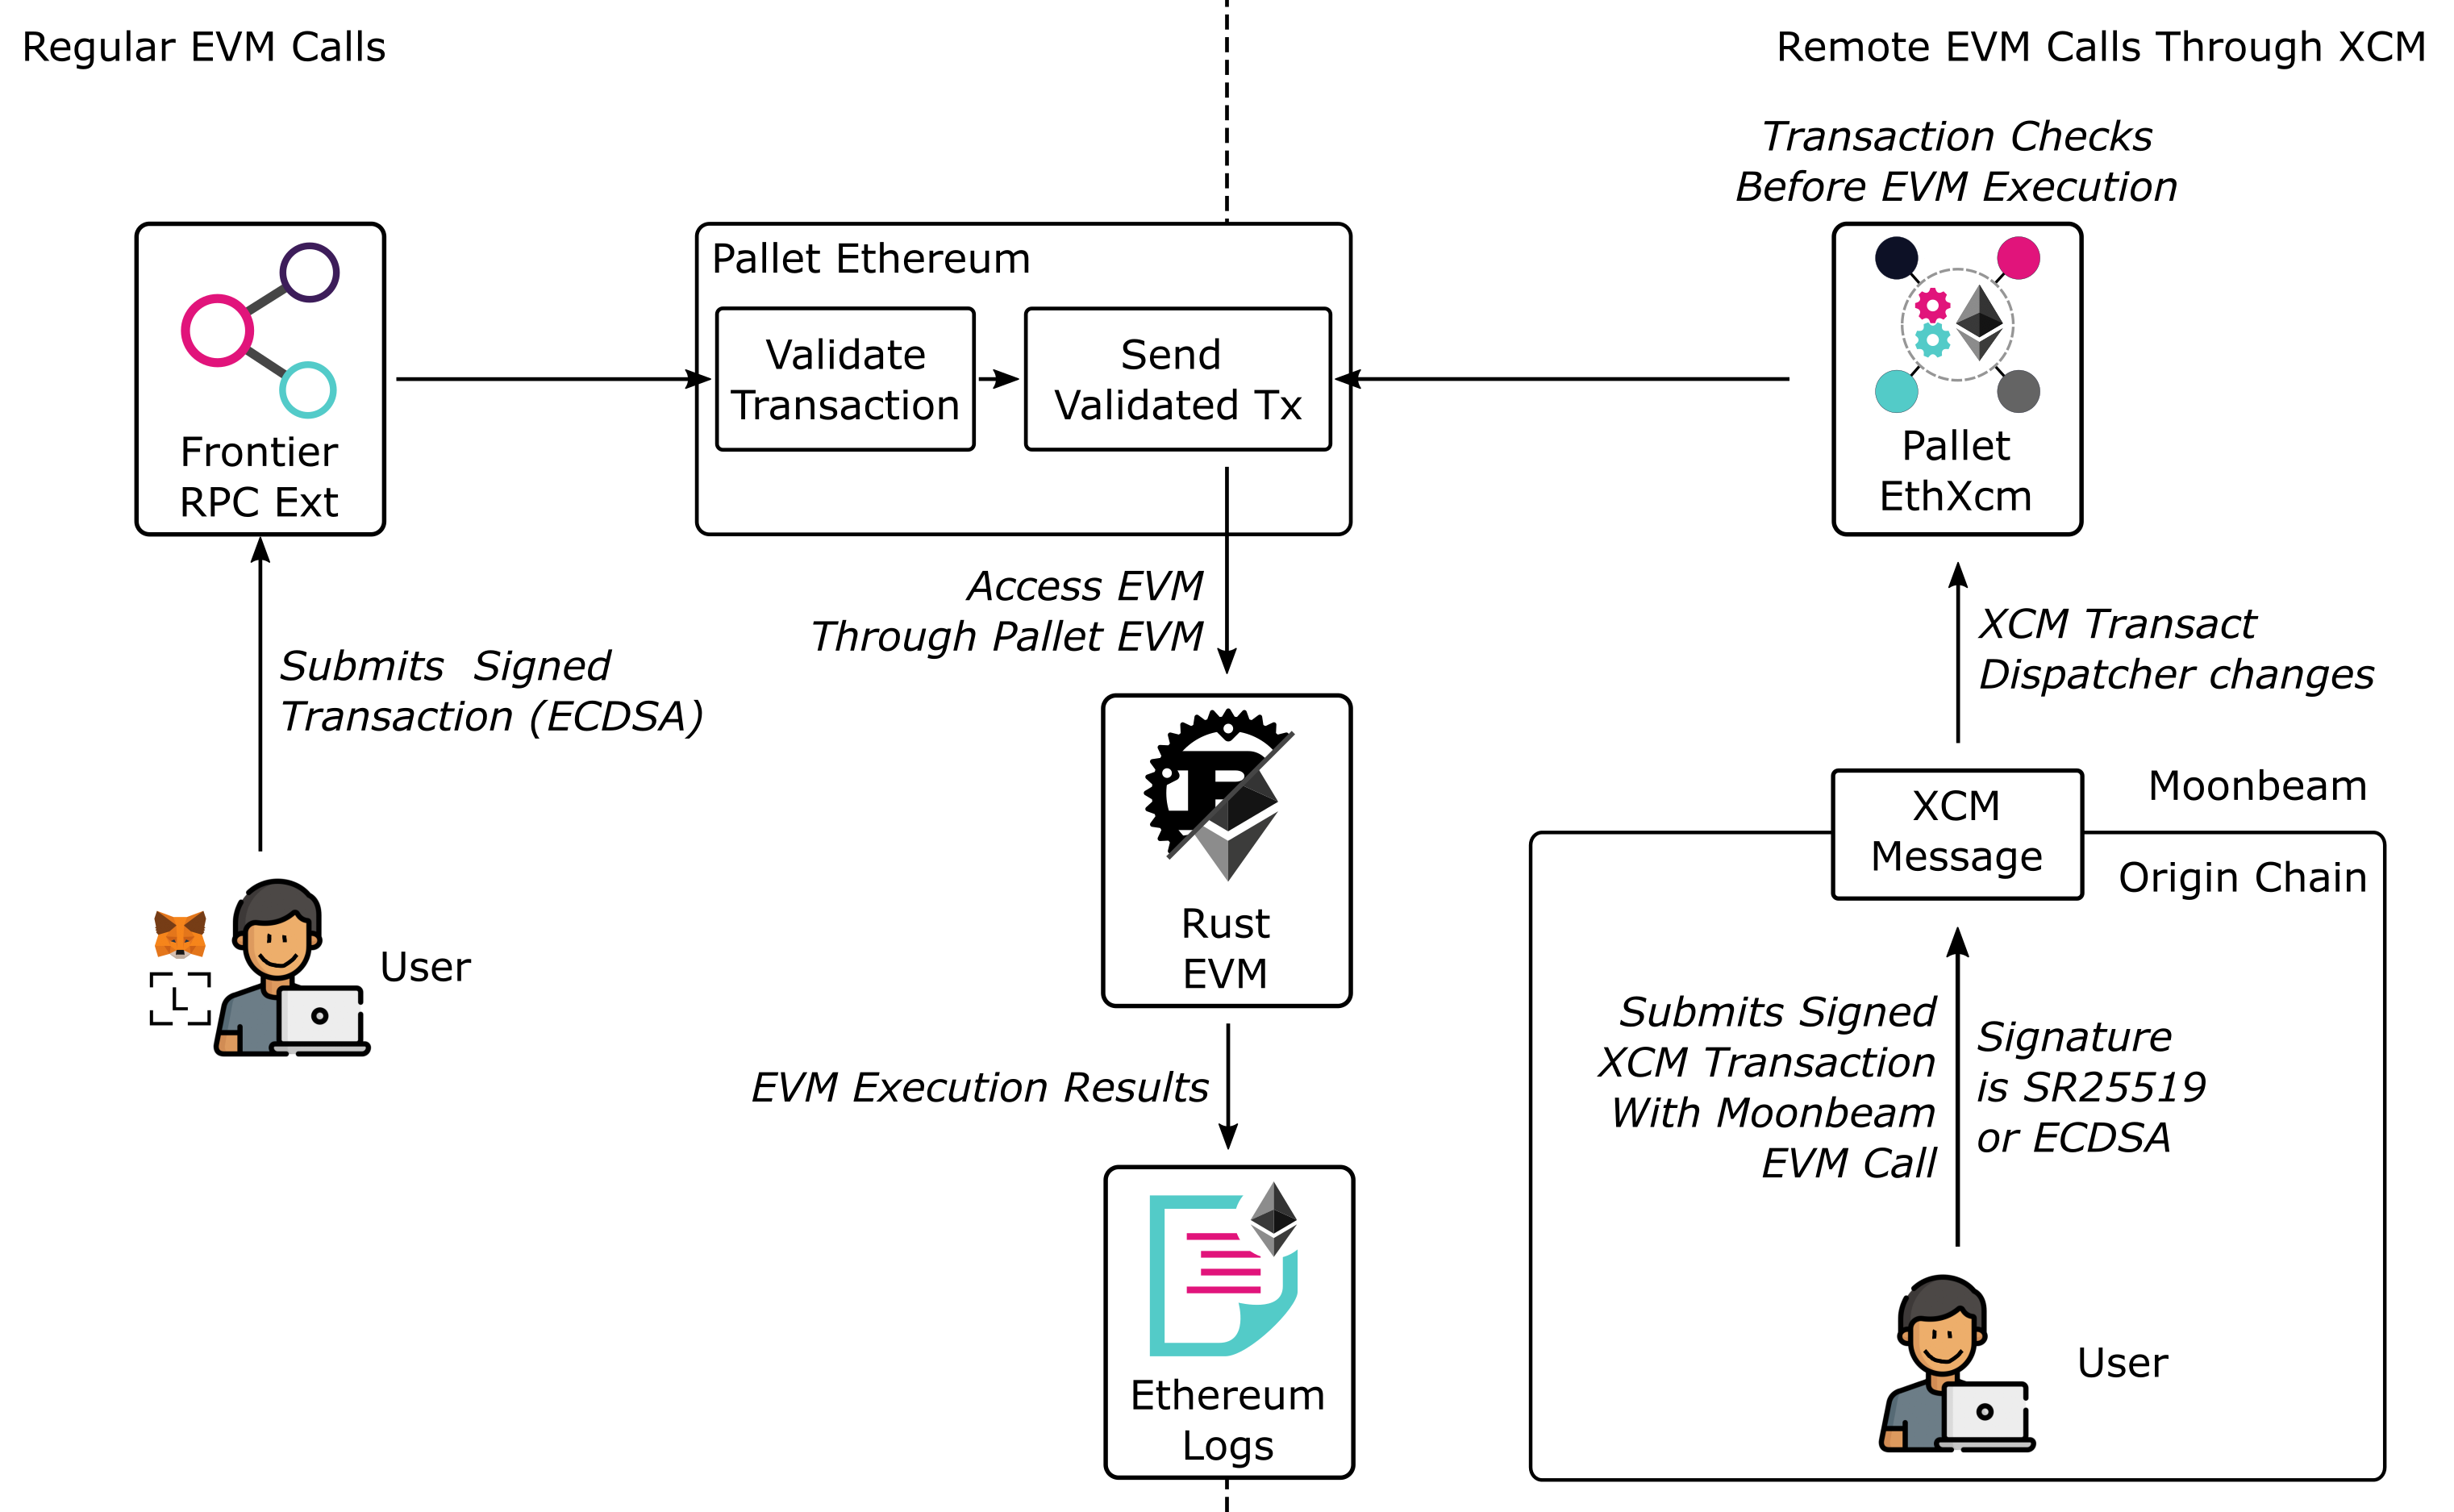 Regular EVM Calls
Remote EVM Calls Through XCM
Transaction Checks
Before EVM Execution
Pallet Ethereum
Validate
Transaction
Send
Validated Tx
Frontier
RPC Ext
Pallet
EthXcm
Access EVM
Through Pallet EVM
Submits Signed
Transaction (ECDSA)
XCM Transact
Dispatcher changes
XCM
Message
Moonbeam
Origin Chain
Rust
EVM
User
EVM Execution Results
Submits Signed
XCM Transaction
With Moonbeam
EVM Call
Signature
is SR25519
or ECDSA
Ethereum
Logs
User